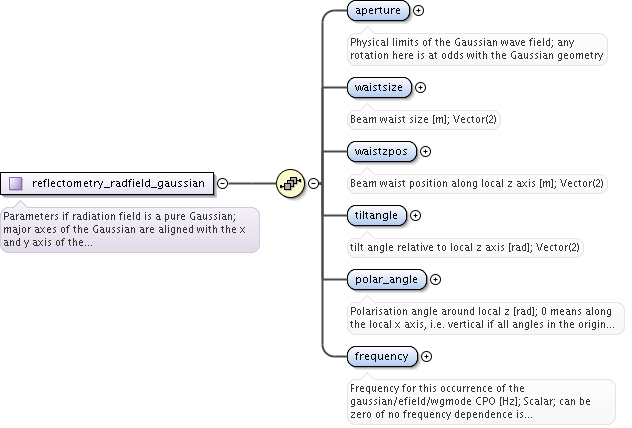 aperture
Physical limits of the Gaussian wave field; any
rotation here is at odds with the Gaussian geometry
waistsize
Beam waist size [m]; Vector(2)
waistzpos
Beam waist position along local z axis [m]; Vector(2)
reflectometry_radfield_gaussian
Parameters if radiation field is a pure Gaussian;
major axes of the Gaussian are aligned with the x
and y axis of the...
tiltangle
tilt angle relative to local z axis [rad]; Vector(2)
polar_angle
Polarisation angle around local z [rad]; 0 means along
the local x axis, i.e. vertical if all angles in the origin...
frequency
Frequency for this occurrence of the
gaussian/efield/wgmode CPO [Hz]; Scalar; can be
zero of no frequency dependence is...